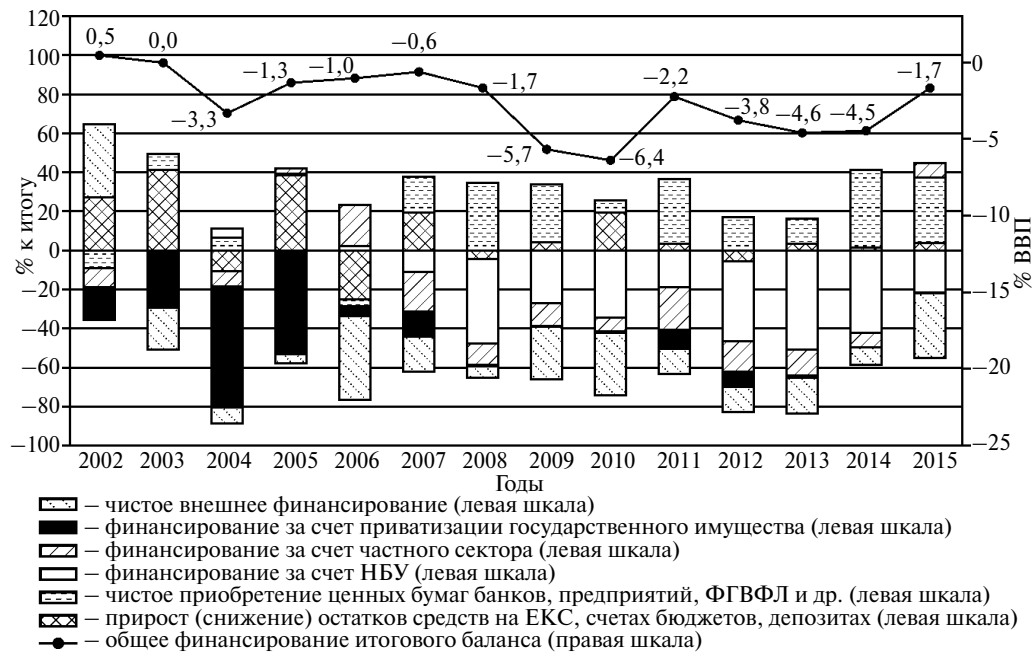 120
100
80
60
40
20
0
−20
−40
−60
−80
−100
% к итогу
0,5
0,0
−3,3
−1,3
−1,0
−0,6
−1,7
−5,7
−6,4
−2,2
−3,8
−4,6
−4,5
−1,7
0
−5
−10
−15
−20
−25
% ВВП
2002 2003 2004 2005 2006 2007 2008 2009 2010 2011 2012 2013 2014 2015
Годы
– чистое внешнее финансирование (левая шкала)
– финансирование за счет приватизации государственного имущества (левая шкала)
– финансирование за счет частного сектора (левая шкала)
– финансирование за счет НБУ (левая шкала)
– чистое приобретение ценных бумаг банков, предприятий, ФГВФЛ и др. (левая шкала)
– прирост (снижение) остатков средств на ЕКС, счетах бюджетов, депозитах (левая шкала)
– общее финансирование итогового баланса (правая шкала)